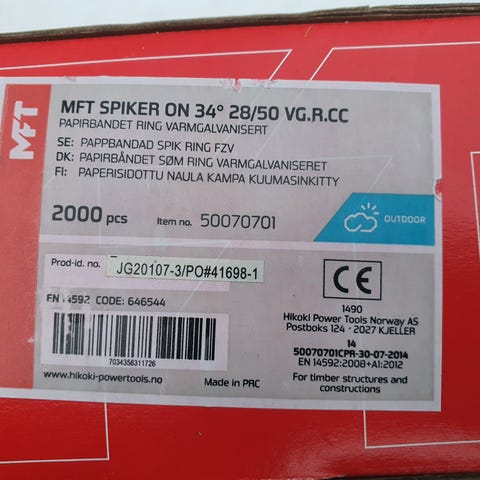 MFT
MFT SPIKER ON 34° 28/50 VG.R.CC
PAPIRBANDET RING VARMGALVANISERT
SE: PAPPBANDAD SPIK RING FZV
DK: PAPIRBÅNDET SØM RING VARMGALVANISERET
FI: PAPERISIDOTTU NAULA KAMPA KUUMASINKITTY
2000 pcs Item no. 50070701
OUTDOOR
Prod-id. no. JG20107-3/PO#41698-1
EN 14592 CODE: 646544
7034358311726
www.hikoki-powertools.no
Made in PRC
CE
1490
Hikoki Power Tools Norway AS
Postboks 124 - 2027 KJELLER
14
50070701CPR-30-07-2014
EN 14592:2008+A1:2012
For timber structures and
constructions